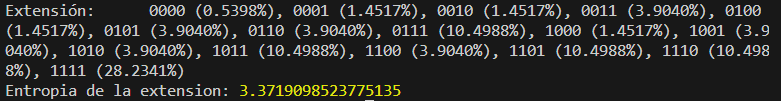 Extensión:      0000 (0.5398%), 0001 (1.4517%), 0010 (1.4517%), 0011 (3.9040%), 0100
(1.4517%), 0101 (3.9040%), 0110 (3.9040%), 0111 (10.4988%), 1000 (1.4517%), 1001 (3.9
040%), 1010 (3.9040%), 1011 (10.4988%), 1100 (3.9040%), 1101 (10.4988%), 1110 (10.498
8%), 1111 (28.2341%)
Entropia de la extension: 3.3719098523775135